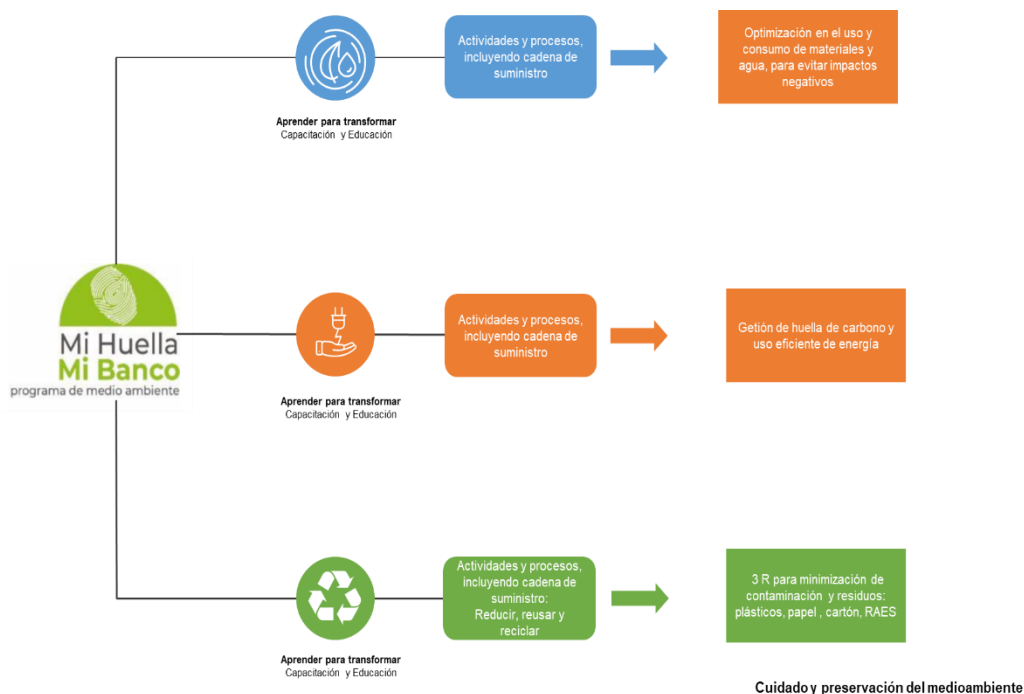 Actividades y procesos,
incluyendo cadena de
suministro
Optimización en el uso y
consumo de materiales y
agua, para evitar impactos
negativos
Aprender para transformar
Capacitación y Educación
Mi Huella
Mi Banco
programa de medio ambiente
Actividades y procesos,
incluyendo cadena de
suministro
Getión de huella de carbono y
uso eficiente de energía
Aprender para transformar
Capacitación y Educación
Actividades y procesos,
incluyendo cadena de
suministro:
Reducir, reusar y
reciclar
3 R para minimización de
contaminación y residuos:
plásticos, papel , cartón, RAES
Aprender para transformar
Capacitación y Educación
Cuidado y preservación del medioambiente